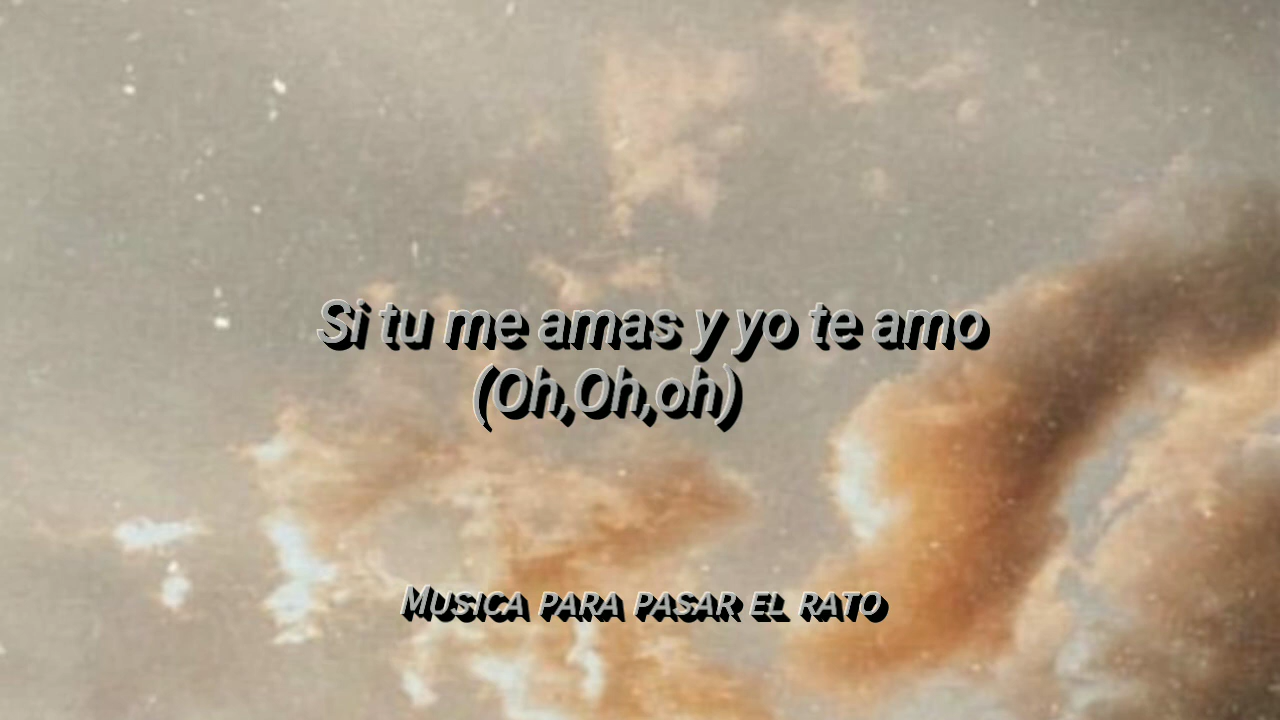 Si tu me amas y yo te amo
(Oh,Oh,oh)
MUSICA PARA PASAR EL RATO